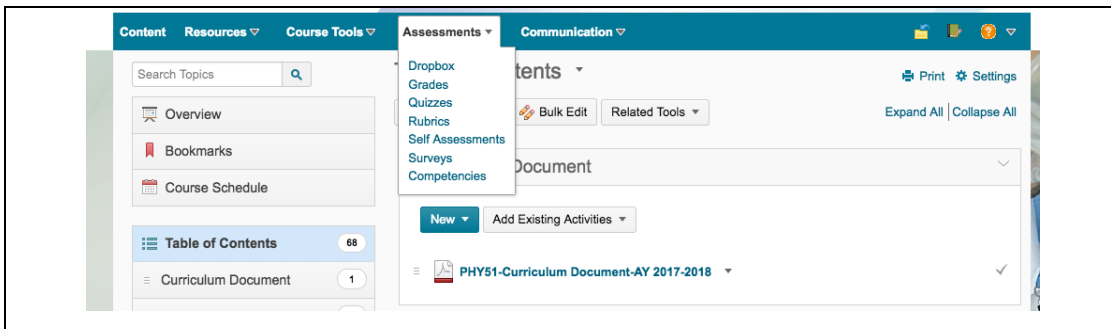 Content Resources Course Tools Assessments Communication
Search Topics
Overview
Bookmarks
Course Schedule
Table of Contents 68
Curriculum Document 1
Dropbox
Grades
Quizzes
Rubrics
Self Assessments
Surveys
Competencies
tents
Print Settings
Bulk Edit Related Tools
Expand All Collapse All
Document
New Add Existing Activities
PHY51-Curriculum Document-AY 2017-2018